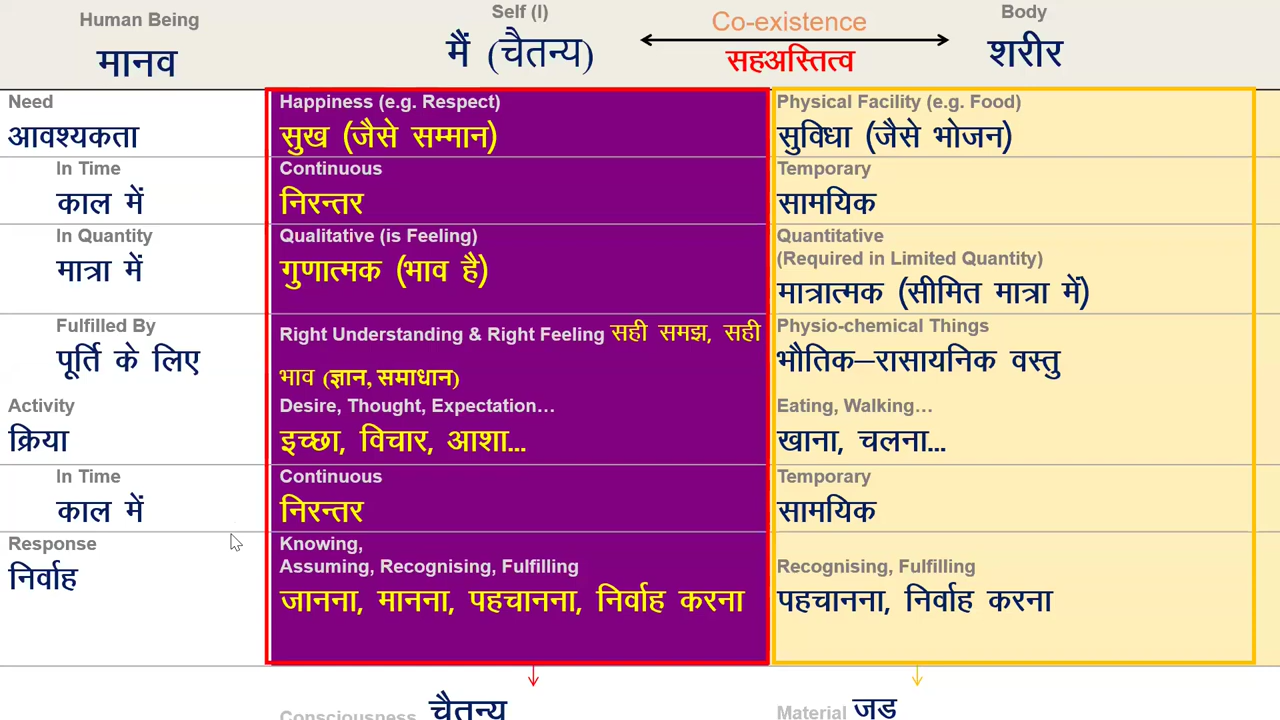 Human Being
मानव
Self (I)
मैं (चैतन्य)
Co-existence
सहअस्तित्व
Body
शरीर
Need
आवश्यकता
Happiness (e.g. Respect)
सुख (जैसे सम्मान)
Physical Facility (e.g. Food)
सुविधा (जैसे भोजन)
In Time
काल में
Continuous
निरन्तर
Temporary
सामयिक
In Quantity
मात्रा में
Qualitative (is Feeling)
गुणात्मक (भाव है)
Quantitative
(Required in Limited Quantity)
मात्रात्मक (सीमित मात्रा में)
Fulfilled By
पूर्ति के लिए
Right Understanding & Right Feeling सही समझ, सही
भाव (ज्ञान, समाधान)
Physio-chemical Things
भौतिक–रासायनिक वस्तु
Activity
क्रिया
Desire, Thought, Expectation…
इच्छा, विचार, आशा...
Eating, Walking…
खाना, चलना...
In Time
काल में
Continuous
निरन्तर
Temporary
सामयिक
Response
निर्वाह
Knowing,
Assuming, Recognising, Fulfilling
जानना, मानना, पहचानना, निर्वाह करना
Recognising, Fulfilling
पहचानना, निर्वाह करना
Consciousness चैतन्य
Material जड